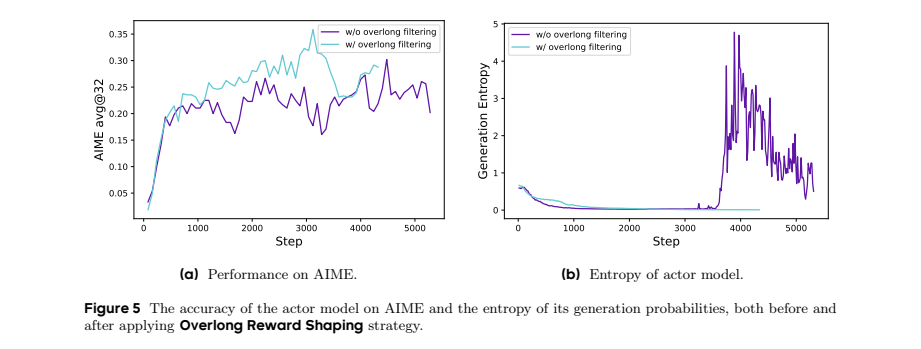 w/o overlong filtering
w/ overlong filtering
0.35
0.30
0.25
0.20
0.15
0.10
0.05
AIME avg@32
0
1000
2000
3000
4000
5000
Step
(a) Performance on AIME.
w/o overlong filtering
w/ overlong filtering
5
4
3
2
1
0
Generation Entropy
0
1000
2000
3000
4000
5000
Step
(b) Entropy of actor model.
Figure 5 The accuracy of the actor model on AIME and the entropy of its generation probabilities, both before and
after applying Overlong Reward Shaping strategy.